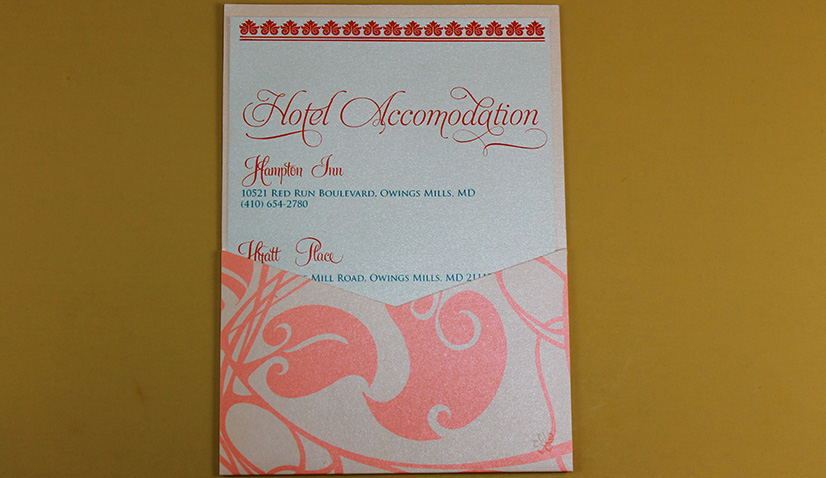 Hotel Accomodation
Hampton Inn
10521 Red Run Boulevard, Owings Mills, MD
(410) 654-2780
Hyatt Place
Mill Road, Owings Mills, MD